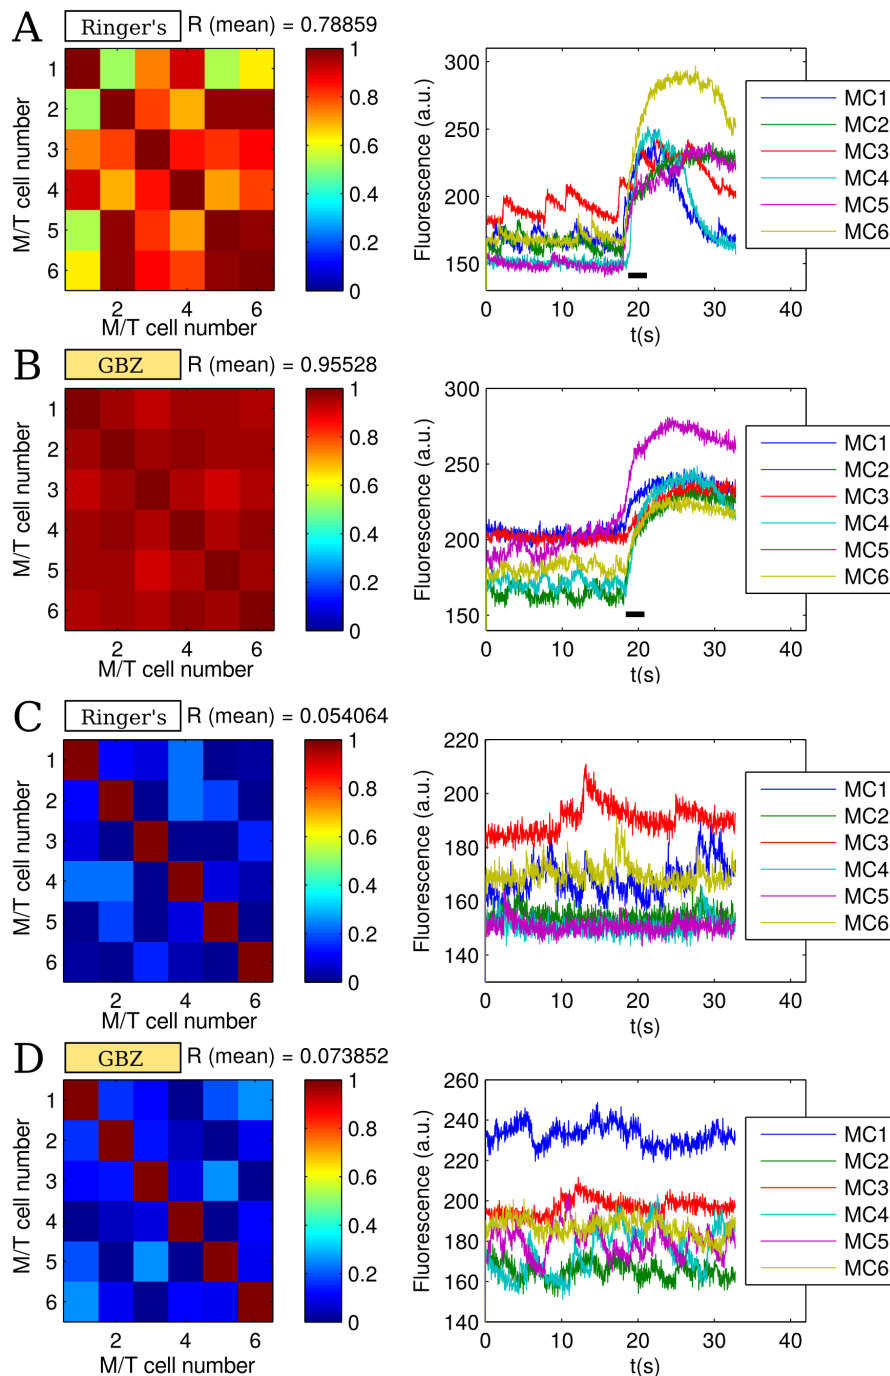 A
Ringer's R (mean) = 0.78859
M/T cell number
1
2
3
4
5
6
2 4 6
M/T cell number
1
0.8
0.6
0.4
0.2
0
Fluorescence (a.u.)
300
250
200
150
0 10 20 30 40
t(s)
MC1
MC2
MC3
MC4
MC5
MC6
B
GBZ R (mean) = 0.95528
M/T cell number
1
2
3
4
5
6
2 4 6
M/T cell number
1
0.8
0.6
0.4
0.2
0
Fluorescence (a.u.)
300
250
200
150
0 10 20 30 40
t(s)
MC1
MC2
MC3
MC4
MC5
MC6
C
Ringer's R (mean) = 0.054064
M/T cell number
1
2
3
4
5
6
2 4 6
M/T cell number
1
0.8
0.6
0.4
0.2
0
Fluorescence (a.u.)
220
200
180
160
140
0 10 20 30 40
t(s)
MC1
MC2
MC3
MC4
MC5
MC6
D
GBZ R (mean) = 0.073852
M/T cell number
1
2
3
4
5
6
2 4 6
M/T cell number
1
0.8
0.6
0.4
0.2
0
Fluorescence (a.u.)
260
240
220
200
180
160
140
0 10 20 30 40
t(s)
MC1
MC2
MC3
MC4
MC5
MC6